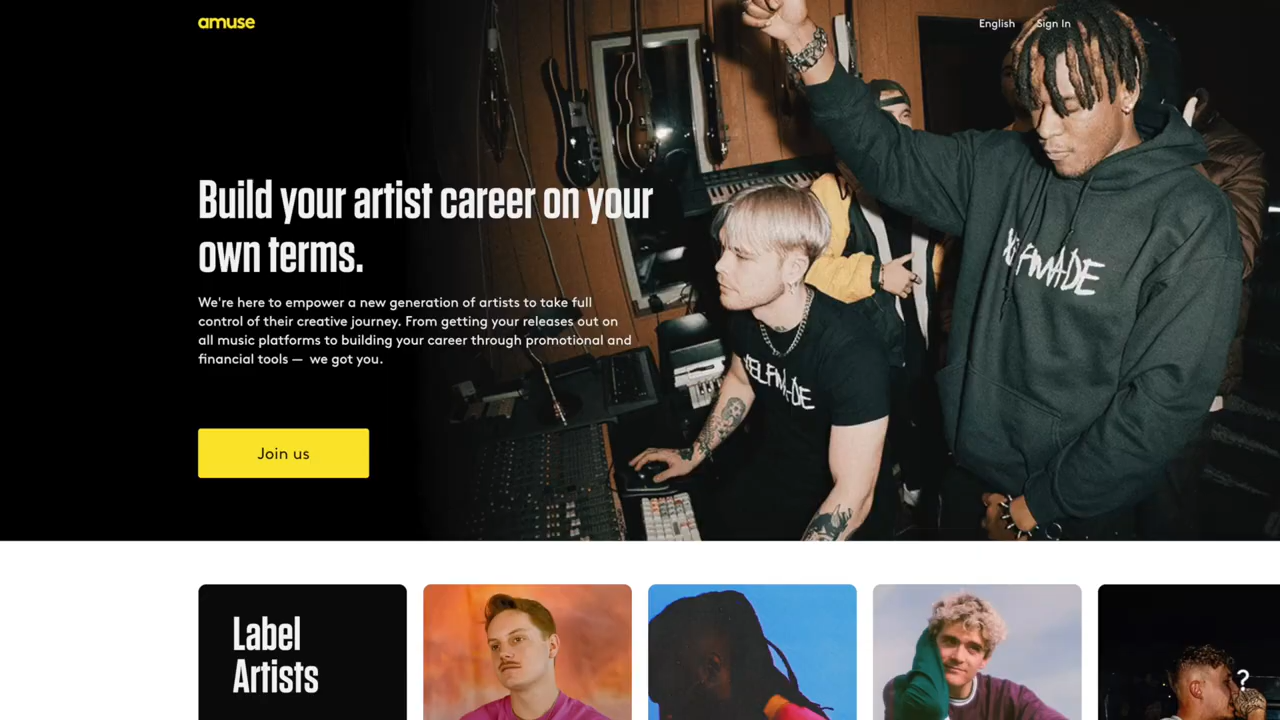 amuse
English
Sign In
Build your artist career on your
own terms.
We're here to empower a new generation of artists to take full
control of their creative journey. From getting your releases out on
all music platforms to building your career through promotional and
financial tools — we got you.
Join us
Label
Artists
?